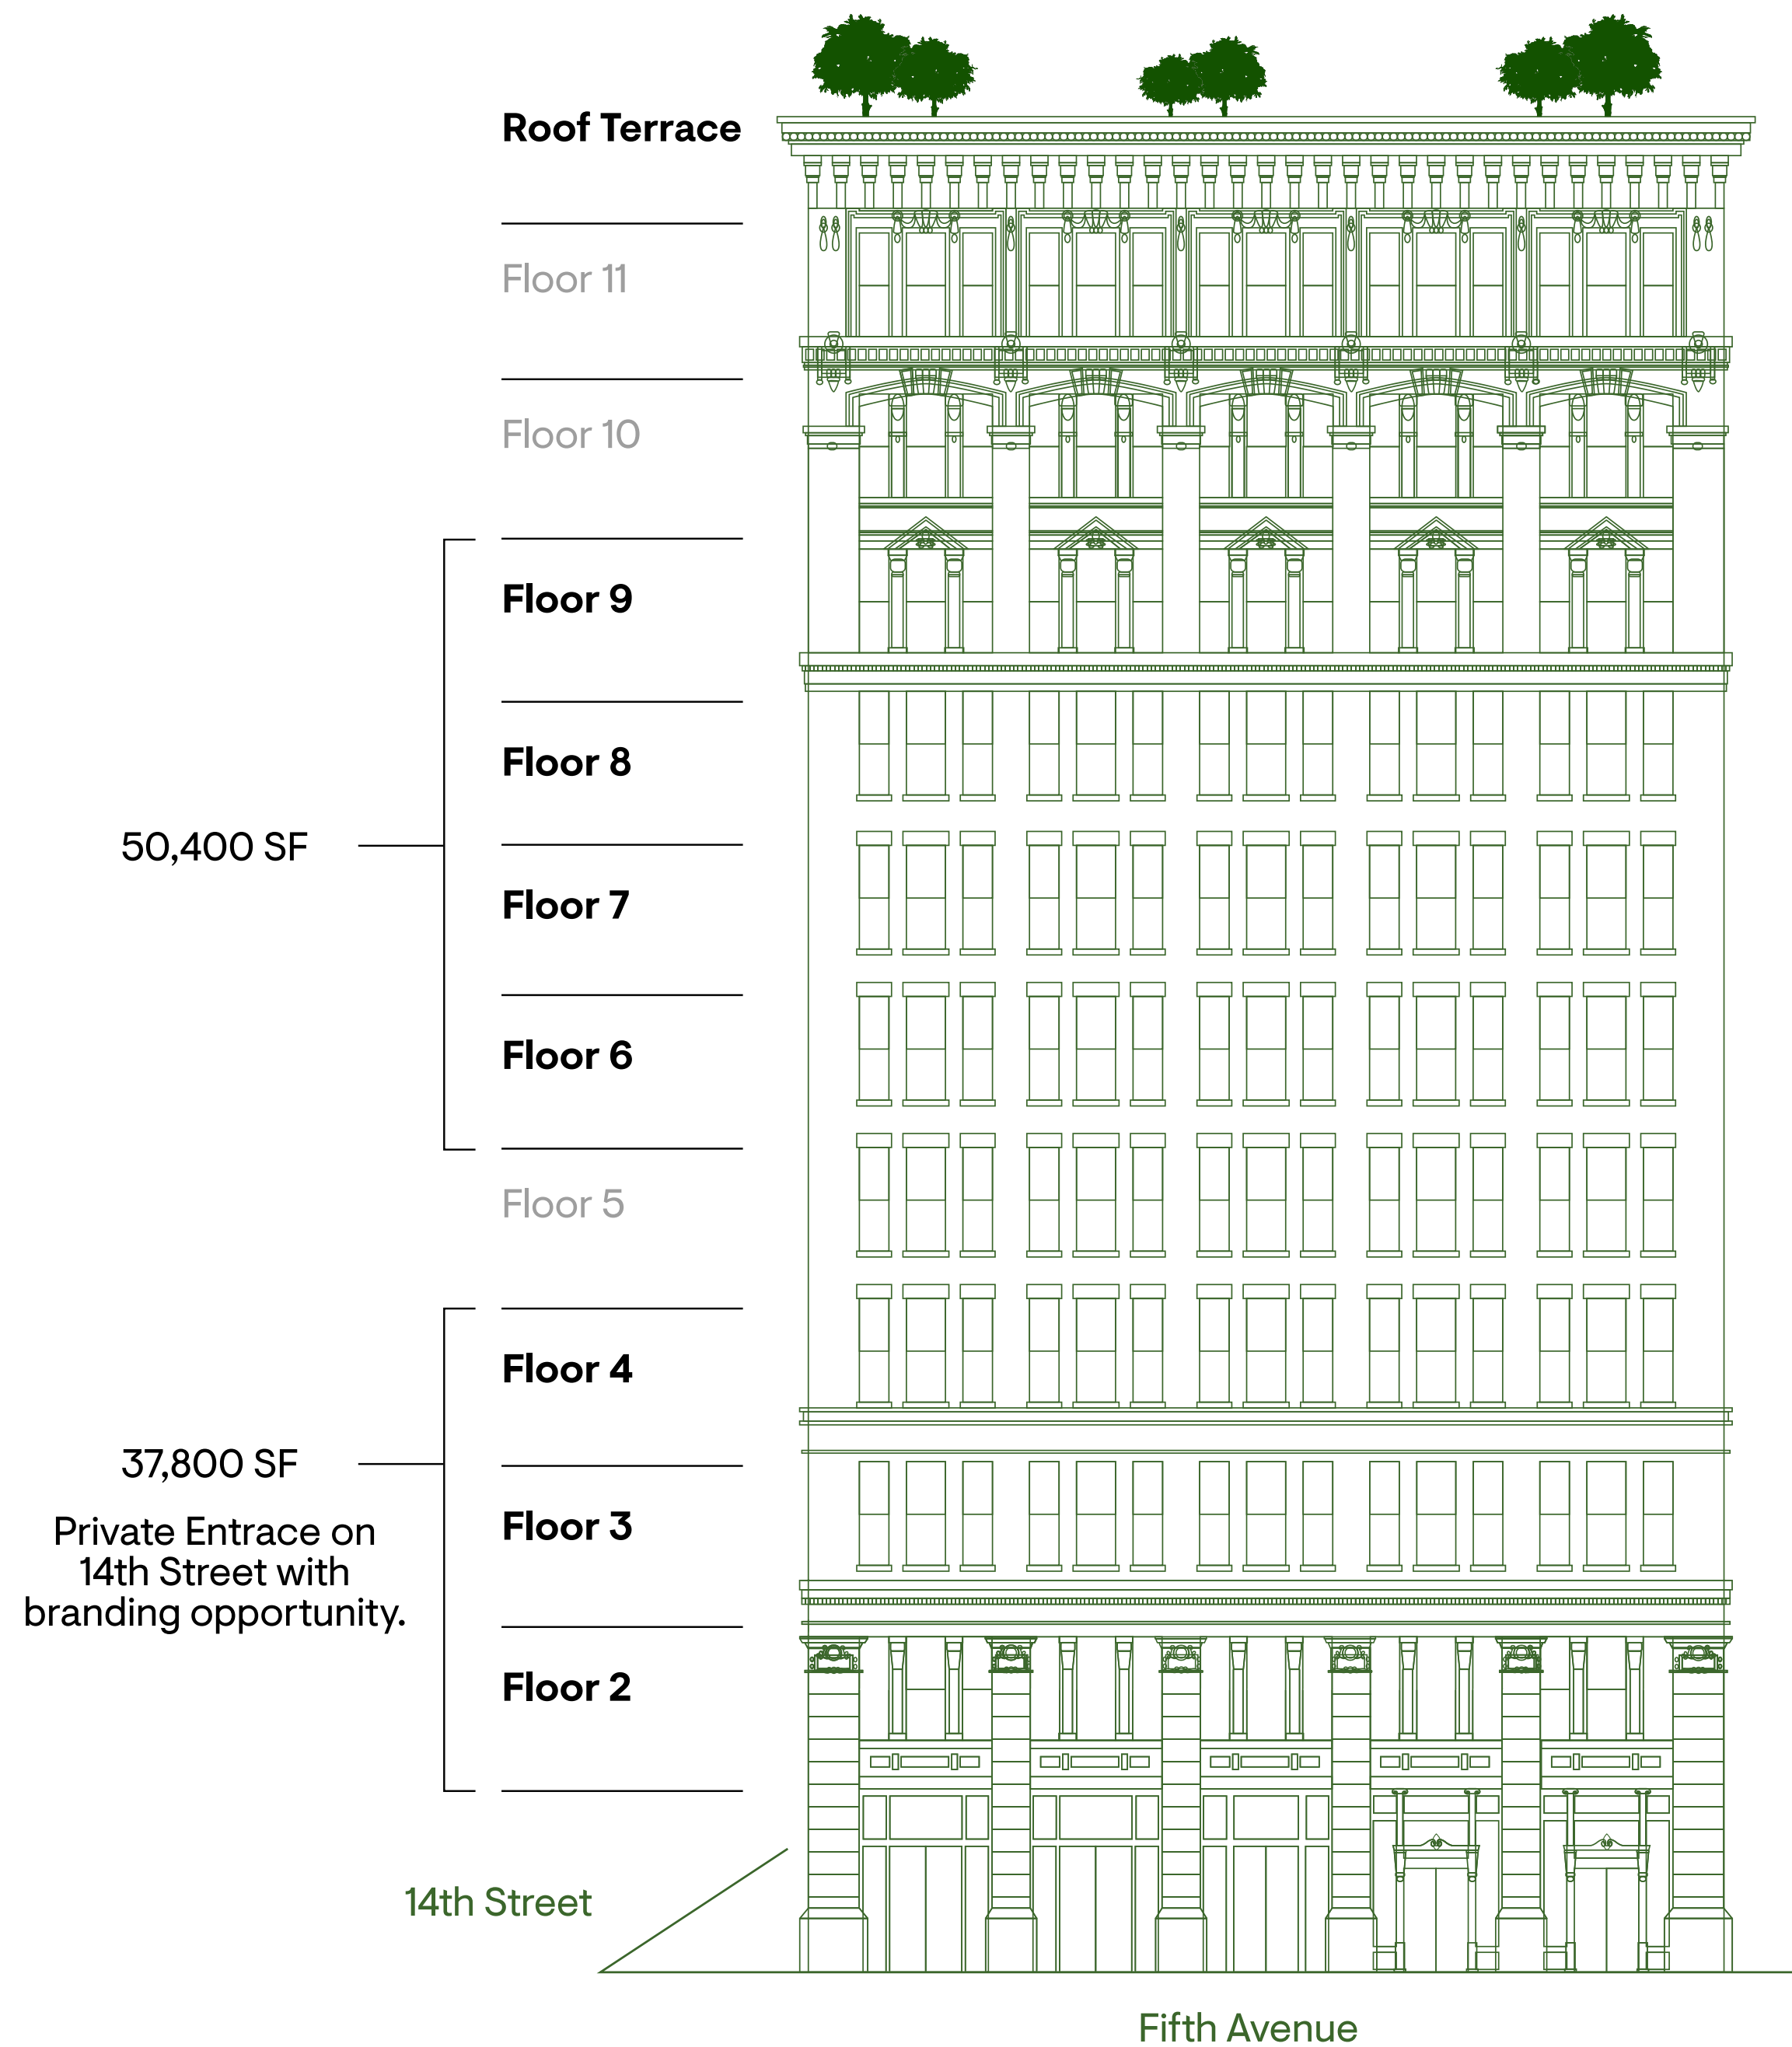 Roof Terrace
Floor 11
Floor 10
Floor 9
Floor 8
50,400 SF
Floor 7
Floor 6
Floor 5
Floor 4
37,800 SF
Private Entrace on
14th Street with
branding opportunity.
Floor 3
Floor 2
14th Street
Fifth Avenue